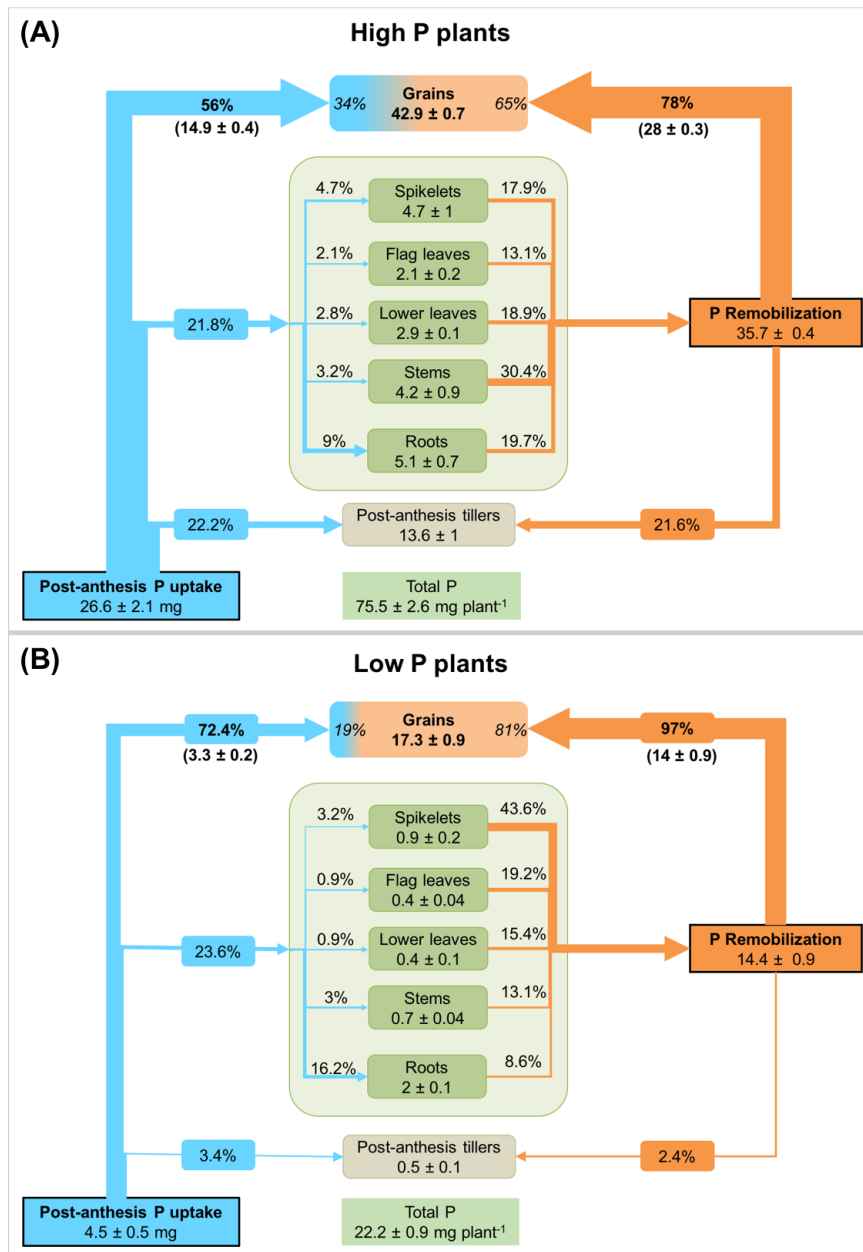 (A)
High P plants
56%
(14.9 ± 0.4)
34%
Grains
42.9 ± 0.7
65%
78%
(28 ± 0.3)
4.7%
Spikelets
4.7 ± 1
17.9%
2.1%
Flag leaves
2.1 ± 0.2
13.1%
21.8%
2.8%
Lower leaves
2.9 ± 0.1
18.9%
P Remobilization
35.7 ± 0.4
3.2%
Stems
4.2 ± 0.9
30.4%
9%
Roots
5.1 ± 0.7
19.7%
22.2%
Post-anthesis tillers
13.6 ± 1
21.6%
Post-anthesis P uptake
26.6 ± 2.1 mg
Total P
75.5 ± 2.6 mg plant⁻¹
(B)
Low P plants
72.4%
(3.3 ± 0.2)
19%
Grains
17.3 ± 0.9
81%
97%
(14 ± 0.9)
3.2%
Spikelets
0.9 ± 0.2
43.6%
0.9%
Flag leaves
0.4 ± 0.04
19.2%
23.6%
0.9%
Lower leaves
0.4 ± 0.1
15.4%
P Remobilization
14.4 ± 0.9
3%
Stems
0.7 ± 0.04
13.1%
16.2%
Roots
2 ± 0.1
8.6%
3.4%
Post-anthesis tillers
0.5 ± 0.1
2.4%
Post-anthesis P uptake
4.5 ± 0.5 mg
Total P
22.2 ± 0.9 mg plant⁻¹